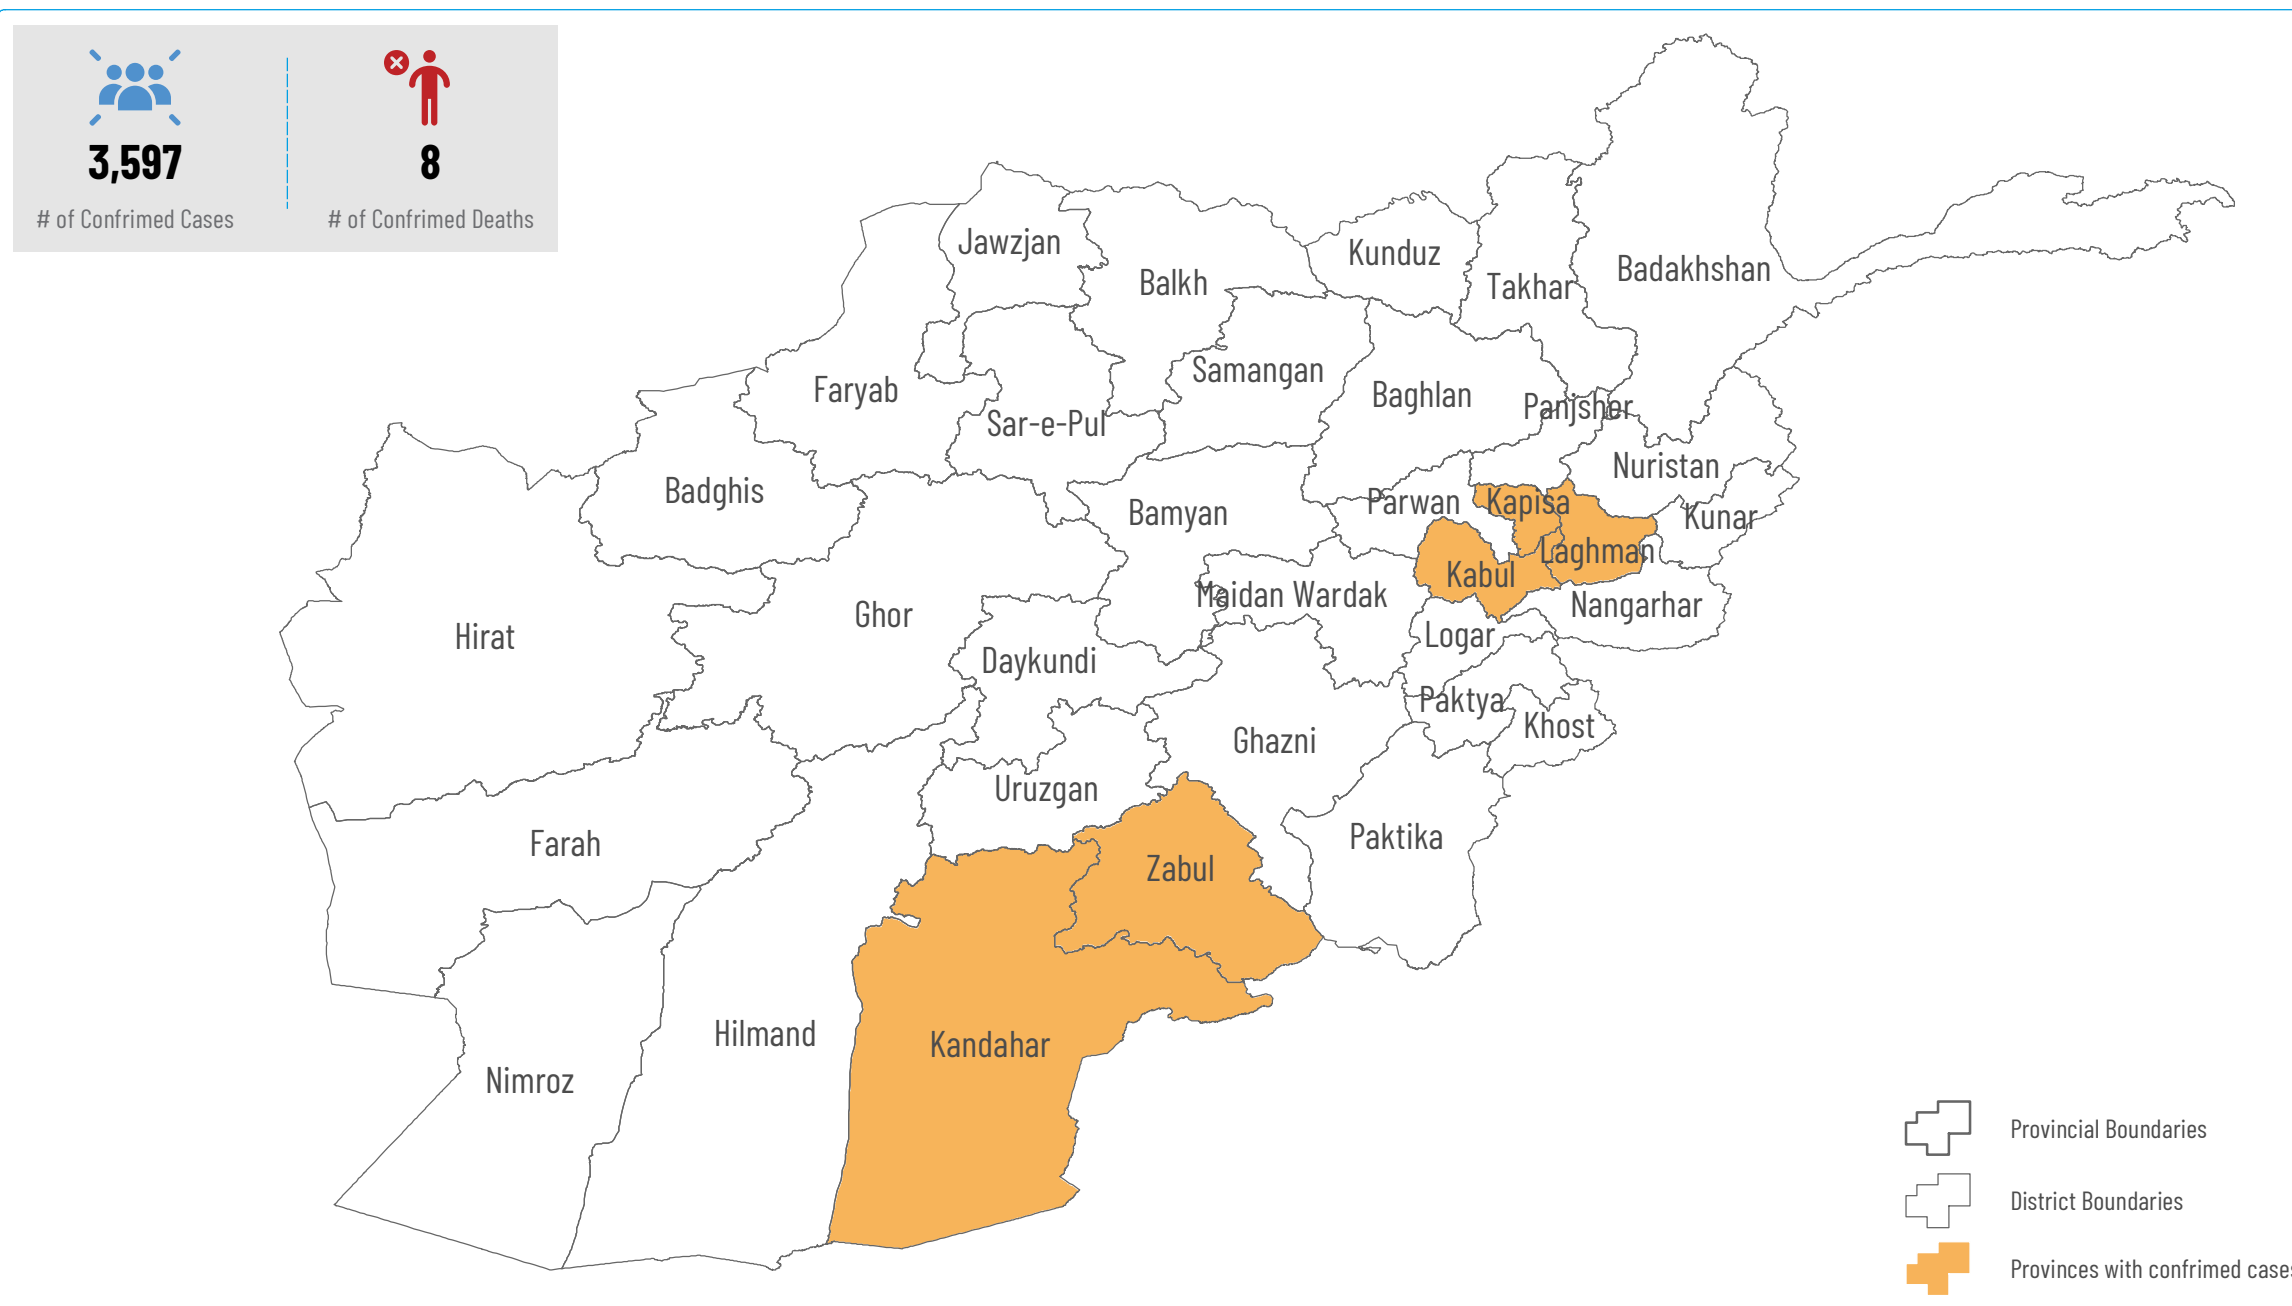 3,597
# of Confrimed Cases
8
# of Confrimed Deaths
Jawzjan
Balkh
Kunduz
Takhar
Badakhshan
Faryab
Sar-e-Pul
Samangan
Baghlan
Panjsher
Badghis
Bamyan
Parwan
Kapisa
Nuristan
Kunar
Laghman
Kabul
Maidan Wardak
Nangarhar
Hirat
Ghor
Daykundi
Logar
Paktya
Khost
Ghazni
Uruzgan
Farah
Zabul
Paktika
Hilmand
Kandahar
Nimroz
Provincial Boundaries
District Boundaries
Provinces with confrimed cases